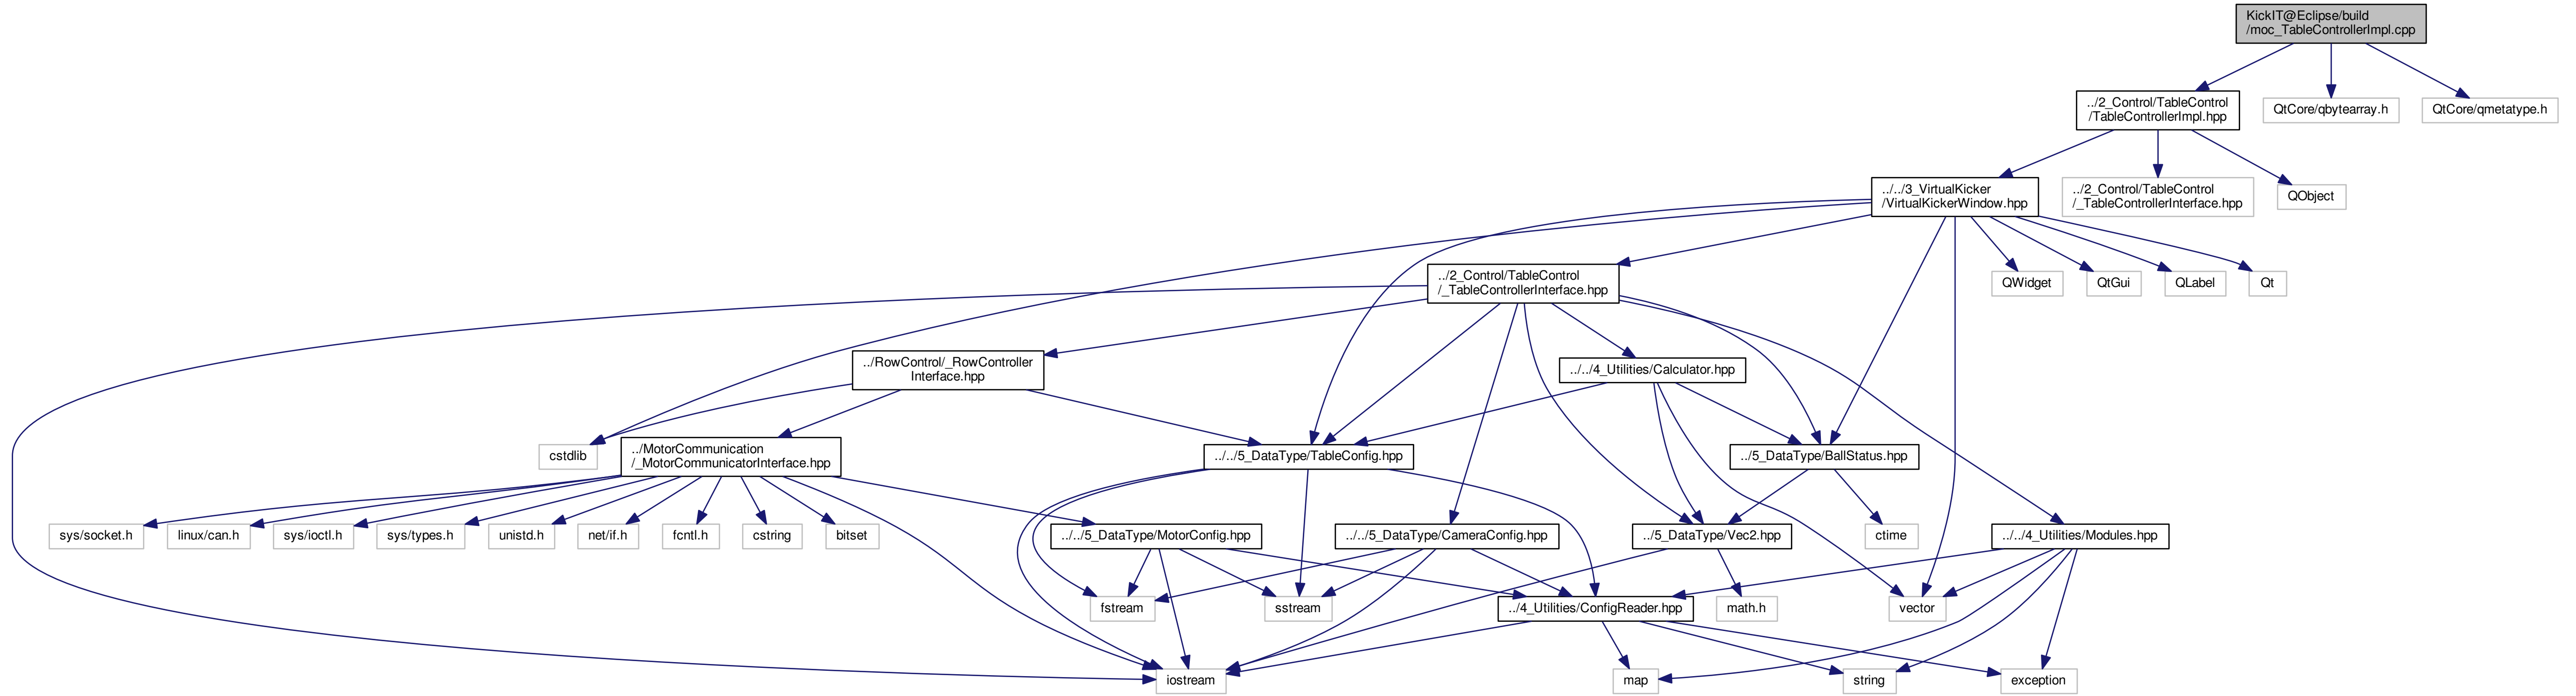 KickIT@Eclipse/build
/moc_TableControllerImpl.cpp
../2_Control/TableControl
/TableControllerImpl.hpp
QtCore/qbytearray.h
QtCore/qmetatype.h
../../3_VirtualKicker
/VirtualKickerWindow.hpp
../2_Control/TableControl
/_TableControllerInterface.hpp
QObject
../2_Control/TableControl
/_TableControllerInterface.hpp
QWidget
QtGui
QLabel
Qt
../RowControl/_RowController
Interface.hpp
../../4_Utilities/Calculator.hpp
cstdlib
../MotorCommunication
/_MotorCommunicatorInterface.hpp
../../5_DataType/TableConfig.hpp
../5_DataType/BallStatus.hpp
sys/socket.h
linux/can.h
sys/ioctl.h
sys/types.h
unistd.h
net/if.h
fcntl.h
cstring
bitset
../../5_DataType/MotorConfig.hpp
../../5_DataType/CameraConfig.hpp
../5_DataType/Vec2.hpp
ctime
../../4_Utilities/Modules.hpp
fstream
sstream
../4_Utilities/ConfigReader.hpp
math.h
vector
iostream
map
string
exception